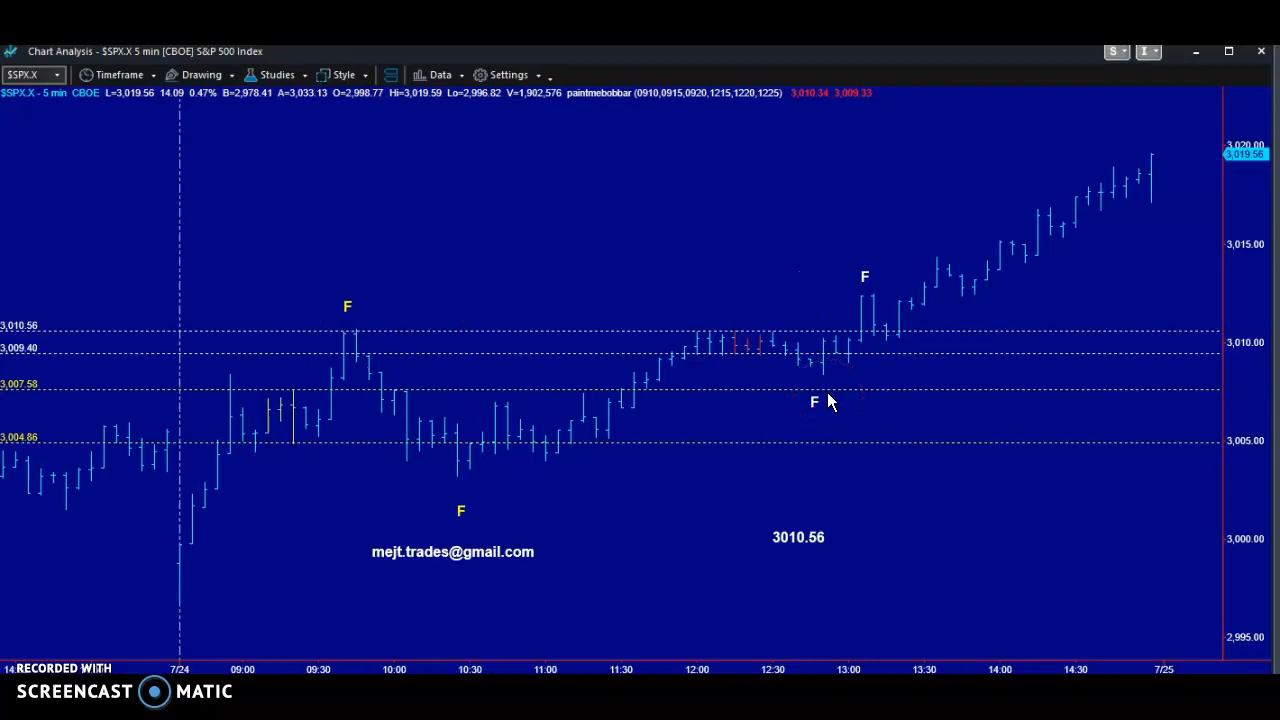 Chart Analysis - $SPX.X 5 min [CBOE] S&P 500 Index
S I
$SPX.X Timeframe Drawing Studies Style Data Settings
$SPX.X - 5 min CBOE L=3,019.56 14.09 0.47% B=2,978.41 A=3,033.13 O=2,998.77 Hi=3,019.59 Lo=2,996.82 V=1,902,576 paintmebobbar (0910,0915,0920,1215,1220,1225) 3,010.34 3,009.33
3,020.00
3,019.56
3,015.00
F
F
3,010.56
3,010.00
3,009.40
3,007.58
F
3,004.86
3,005.00
F
3010.56
3,000.00
mejt.trades@gmail.com
2,995.00
7/24 09:00 09:30 10:00 10:30 11:00 11:30 12:00 12:30 13:00 13:30 14:00 14:30 7/25
RECORDED WITH
SCREENCAST MATIC